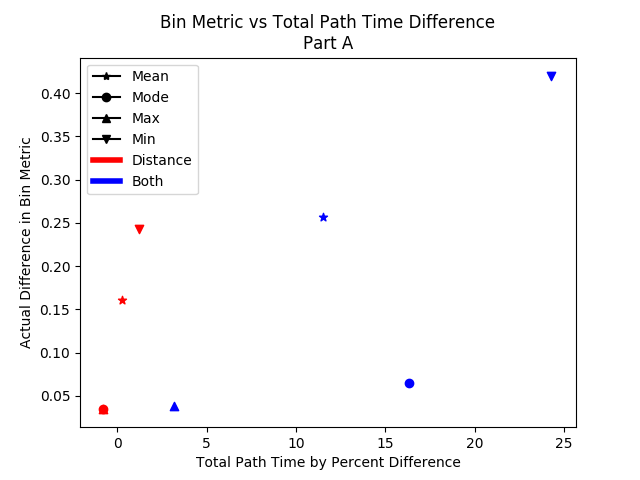 Bin Metric vs Total Path Time Difference
Part A
Mean
Mode
Max
Min
Distance
Both
Actual Difference in Bin Metric
0.40
0.35
0.30
0.25
0.20
0.15
0.10
0.05
0 5 10 15 20 25
Total Path Time by Percent Difference